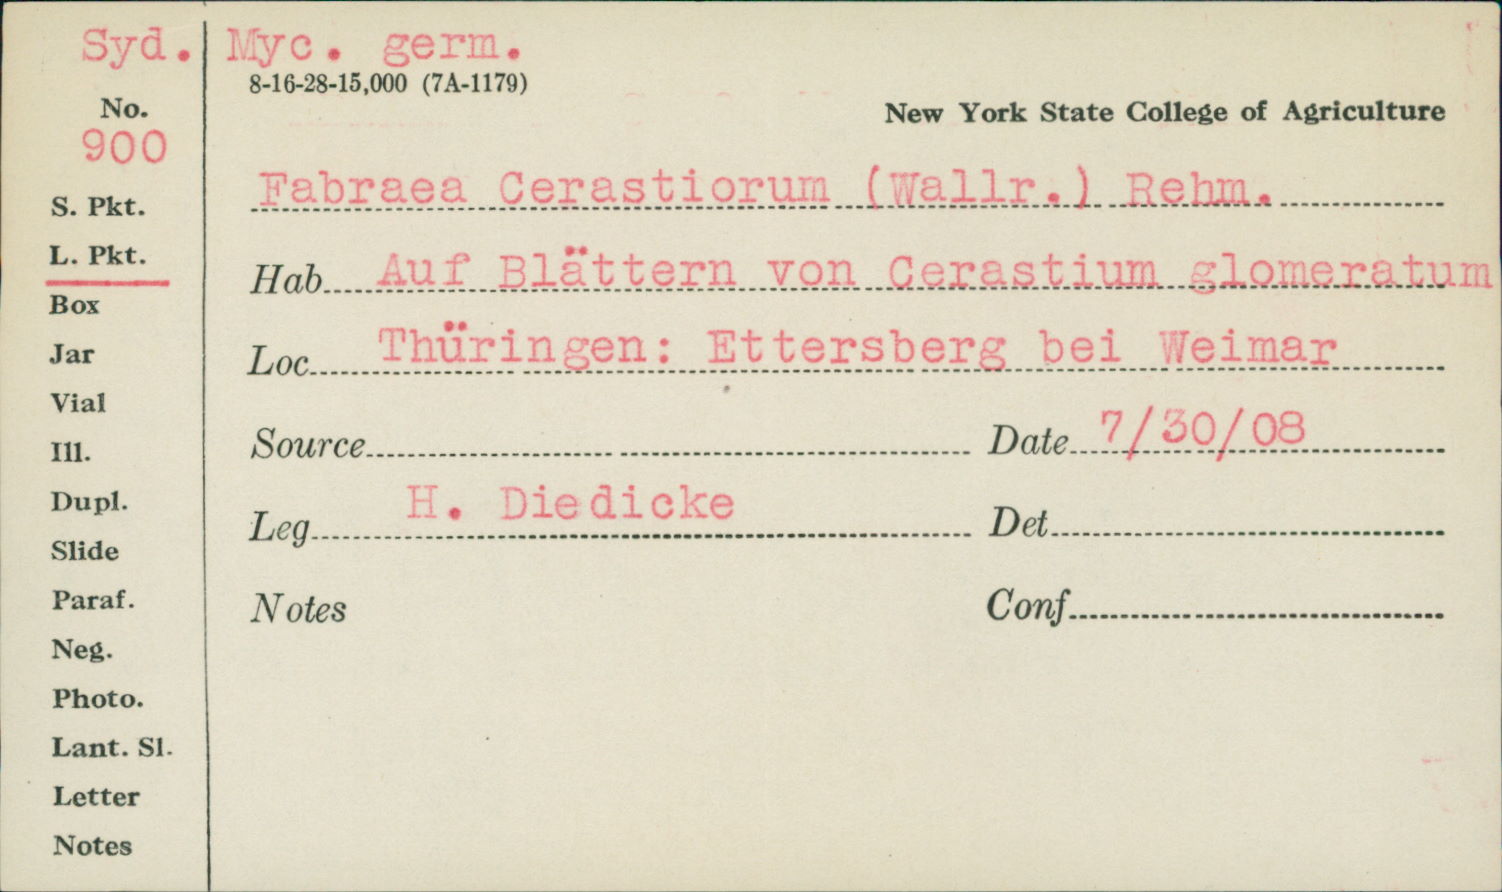 Syd. Myc. germ.
8-16-28-15,000 (7A-1179)
No.
New York State College of Agriculture
900
Fabraea Cerastiorum (Wallr.) Rehm.
S. Pkt.
L. Pkt.
Hab Auf Blättern von Cerastium glomeratum
Box
Jar
Loc Thüringen: Ettersberg bei Weimar
Vial
Ill.
Source Date 7/30/08
Dupl.
Leg H. Diedicke Det
Slide
Paraf.
Notes Conf
Neg.
Photo.
Lant. Sl.
Letter
Notes